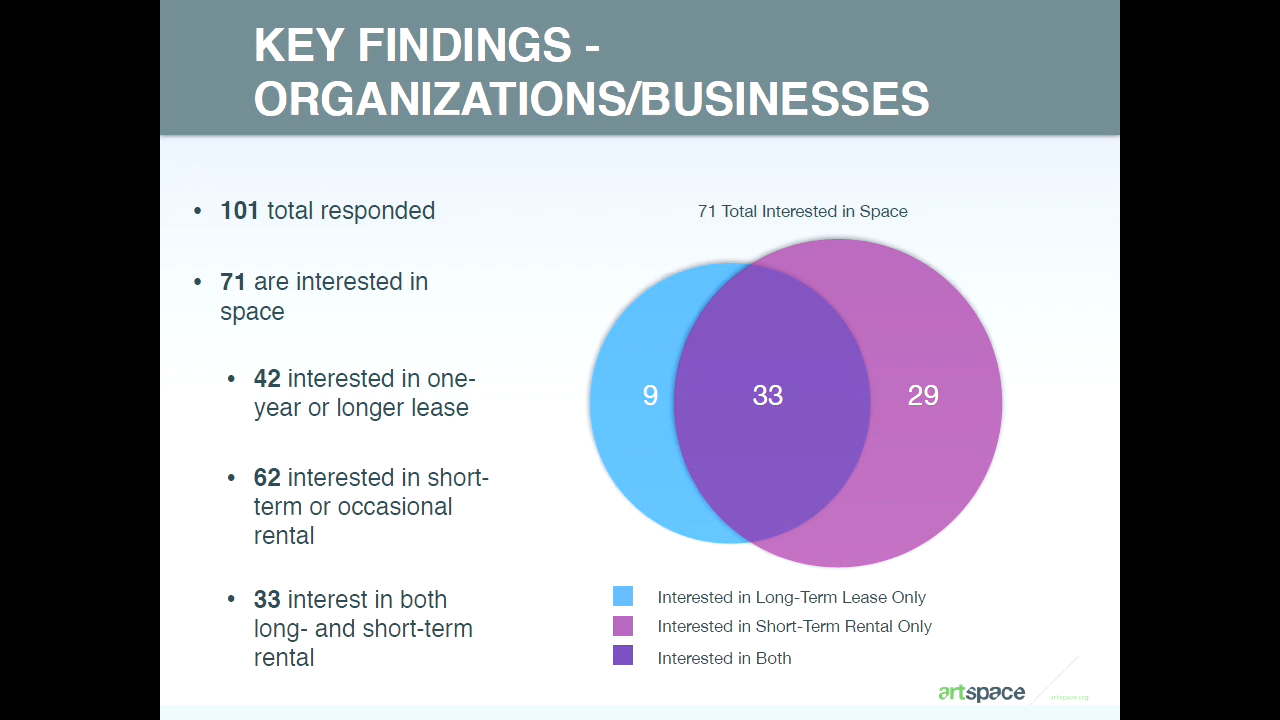 KEY FINDINGS -
ORGANIZATIONS/BUSINESSES
• 101 total responded
• 71 are interested in
space
• 42 interested in one-
year or longer lease
• 62 interested in short-
term or occasional
rental
• 33 interest in both
long- and short-term
rental
71 Total Interested in Space
9
33
29
Interested in Long-Term Lease Only
Interested in Short-Term Rental Only
Interested in Both
artspace
artspace.org